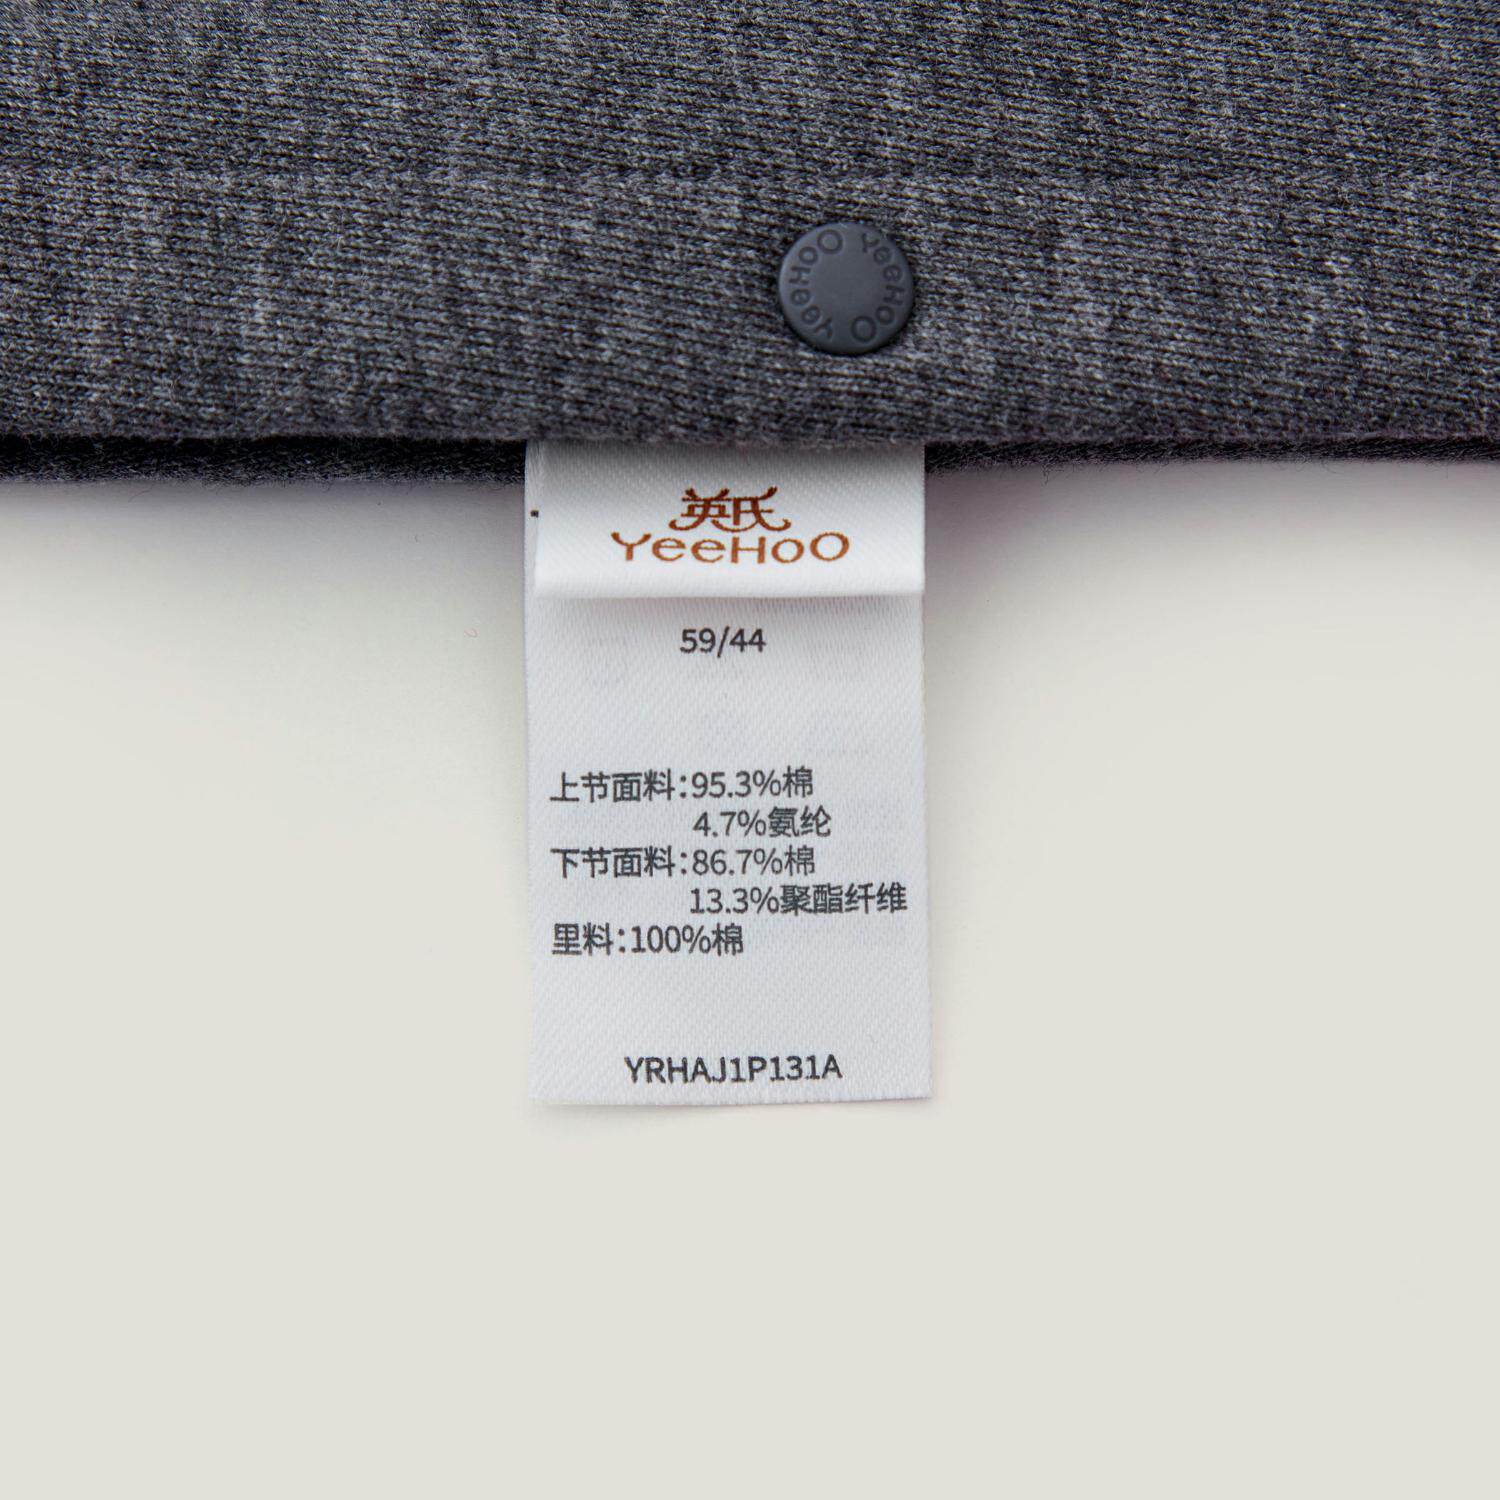 YeeHoO YeeHoO
英氏
YeeHoO
59/44
上节面料:95.3%棉
4.7%氨纶
下节面料:86.7%棉
13.3%聚酯纤维
里料:100%棉
YRHAJ1P131A